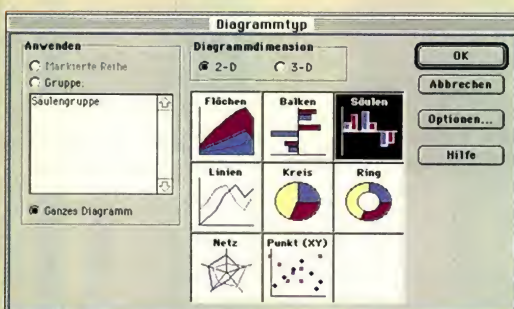 Diagrammtyp
Anwenden
Markierte Reihe
Gruppe:
Säulengruppe
Ganzes Diagramm
Diagrammdimension
2-D
3-D
Flächen
Balken
Säulen
Linien
Kreis
Ring
Netz
Punkt (XY)
OK
Abbrechen
Optionen...
Hilfe